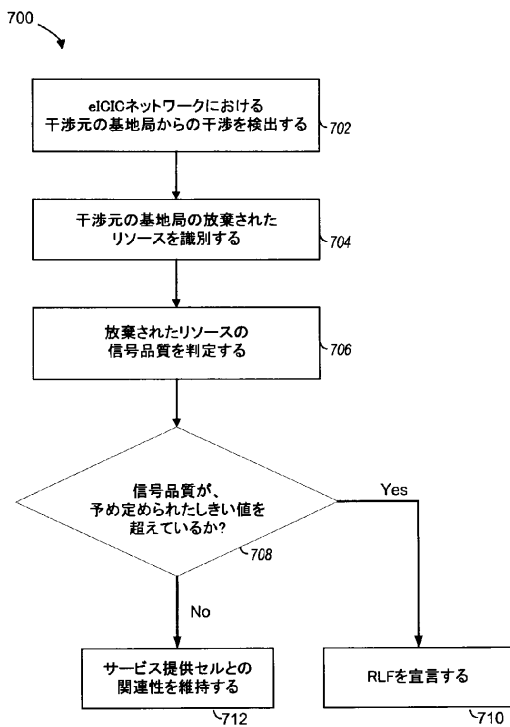 700
eICICネットワークにおける
干渉元の基地局からの干渉を検出する
702
干渉元の基地局の放棄された
リソースを識別する
704
放棄されたリソースの
信号品質を判定する
706
信号品質が、
予め定められたしきい値を
超えているか?
708
Yes
No
サービス提供セルとの
関連性を維持する
712
RLFを宣言する
710